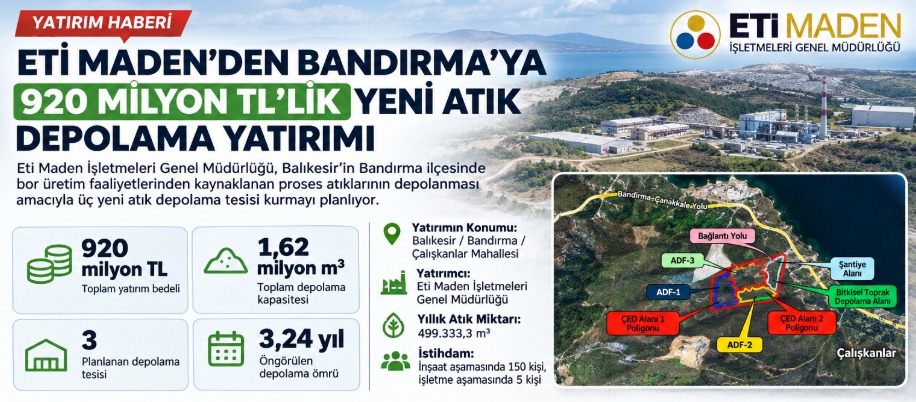 YATIRIM HABERİ
ETİ MADEN
İŞLETMELERİ GENEL MÜDÜRLÜĞÜ
ETİ MADEN’DEN BANDIRMA’YA
920 MİLYON TL’LİK YENİ ATIK
DEPOLAMA YATIRIMI
Eti Maden İşletmeleri Genel Müdürlüğü, Balıkesir’in Bandırma ilçesinde
bor üretim faaliyetlerinden kaynaklanan proses atıklarının depolanması
amacıyla üç yeni atık depolama tesisi kurmayı planlıyor.
920
milyon TL
Toplam yatırım bedeli
1,62
milyon m³
Toplam depolama
kapasitesi
3
Planlanan depolama
tesisi
3,24 yıl
Öngörülen
depolama ömrü
Yatırımın Konumu:
Balıkesir / Bandırma /
Çalışkanlar Mahallesi
Yatırımcı:
Eti Maden İşletmeleri
Genel Müdürlüğü
Yıllık Atık Miktarı:
499.333,3 m³
İstihdam:
İnşaat aşamasında 150 kişi,
işletme aşamasında 5 kişi
Bandırma-Çanakkale Yolu
Bağlantı Yolu
ADF-3
Şantiye
Alanı
ADF-1
Bitkisel Toprak
Depolama Alanı
ÇED Alanı 1
Poligonu
ÇED Alanı 2
Poligonu
ADF-2
Çalışkanlar